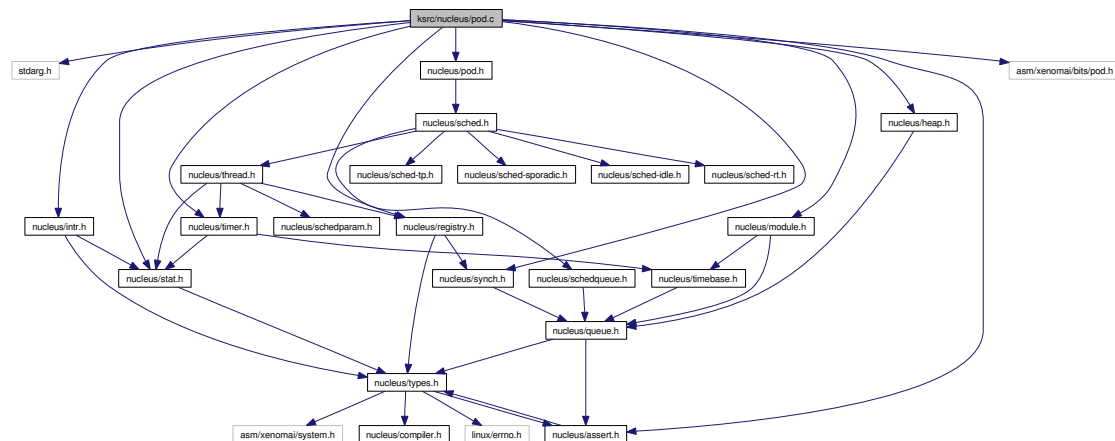 ksrc/nucleus/pod.c
stdarg.h
nucleus/pod.h
asm/xenomai/bits/pod.h
nucleus/sched.h
nucleus/heap.h
nucleus/thread.h
nucleus/sched-tp.h
nucleus/sched-sporadic.h
nucleus/sched-idle.h
nucleus/sched-rt.h
nucleus/intr.h
nucleus/timer.h
nucleus/schedparam.h
nucleus/registry.h
nucleus/module.h
nucleus/stat.h
nucleus/synch.h
nucleus/schedqueue.h
nucleus/timebase.h
nucleus/queue.h
nucleus/types.h
asm/xenomai/system.h
nucleus/compiler.h
linux/errno.h
nucleus/assert.h